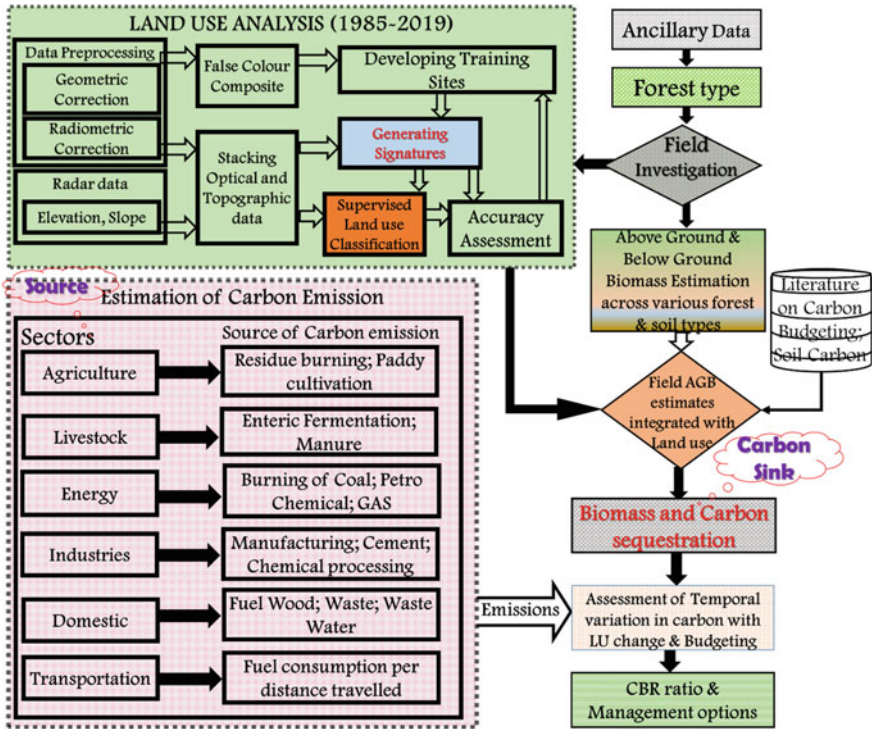 LAND USE ANALYSIS (1985-2019)
Data Preprocessing
Geometric
Correction
Radiometric
Correction
Radar data
Elevation, Slope
False Colour
Composite
Stacking
Optical and
Topographic
data
Developing Training
Sites
Generating
Signatures
Supervised
Land use
Classification
Accuracy
Assessment
Ancillary Data
Forest type
Field
Investigation
Above Ground &
Below Ground
Biomass Estimation
across various forest
& soil types
Literature
on Carbon
Budgeting;
Soil Carbon
Field AGB
estimates
integrated with
Land use
Carbon
Sink
Biomass and Carbon
sequestration
Assessment of Temporal
variation in carbon with
LU change & Budgeting
CBR ratio &
Management options
Source
Estimation of Carbon Emission
Sectors
Source of Carbon emission
Agriculture
Residue burning; Paddy
cultivation
Livestock
Enteric Fermentation;
Manure
Energy
Burning of Coal; Petro
Chemical; GAS
Industries
Manufacturing; Cement;
Chemical processing
Domestic
Fuel Wood; Waste; Waste
Water
Transportation
Fuel consumption per
distance travelled
Emissions